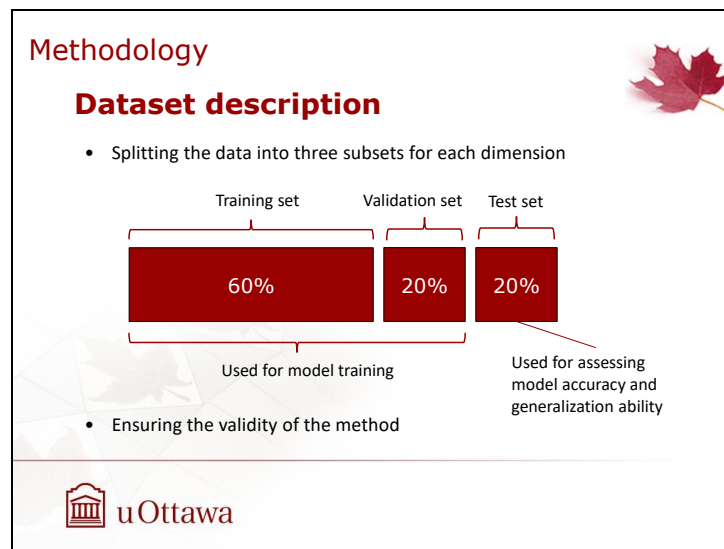 Methodology
Dataset description
• Splitting the data into three subsets for each dimension
Training set
Validation set
Test set
60%
20%
20%
Used for model training
Used for assessing
model accuracy and
generalization ability
• Ensuring the validity of the method
uOttawa